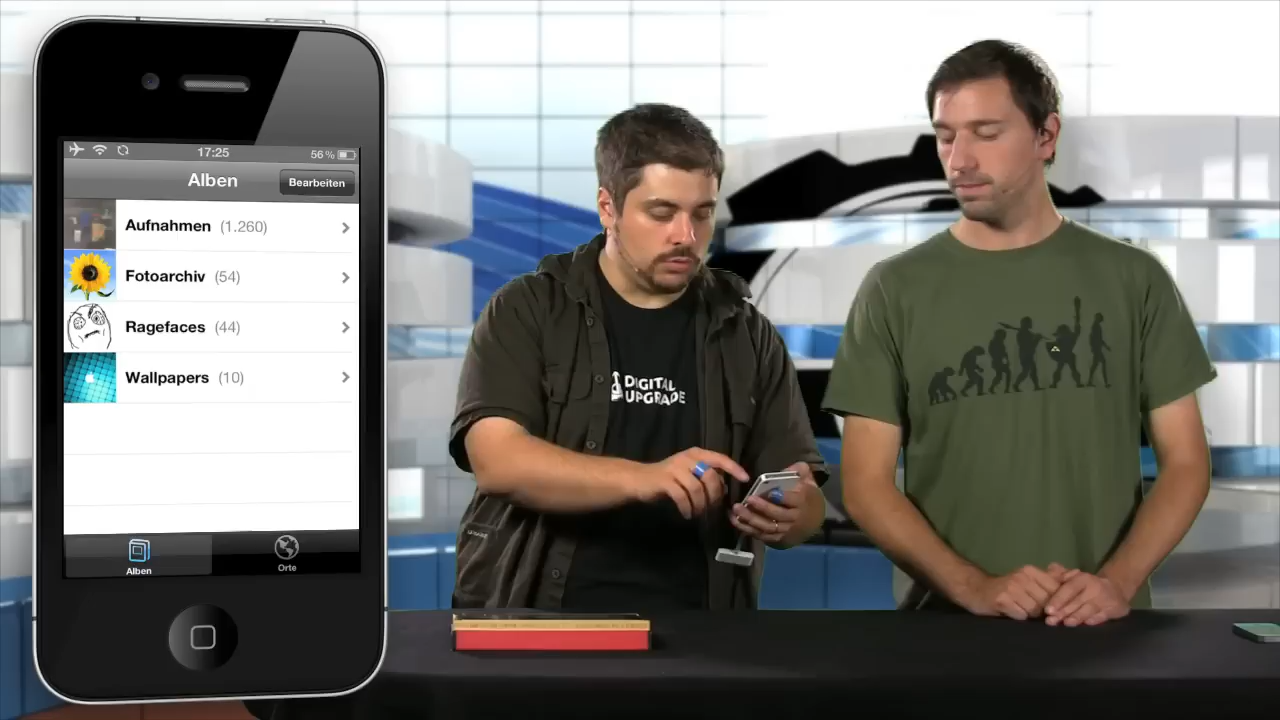 17:25
56 %
Alben
Bearbeiten
Aufnahmen (1.260)
Fotoarchiv (54)
Ragefaces (44)
Wallpapers (10)
Alben
Orte
DIGITAL
UPGRADE